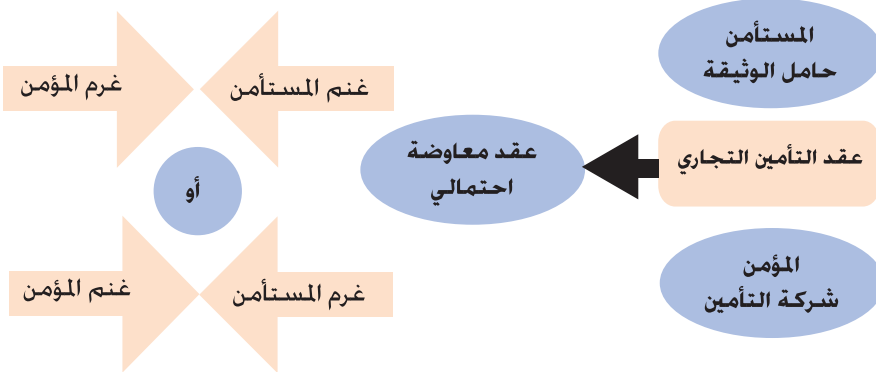 المستأمن
حامل الوثيقة
عقد التأمين التجاري
المؤمن
شركة التأمين
عقد معاوضة
احتمالي
غنم المستأمن
غرم المؤمن
أو
غرم المستأمن
غنم المؤمن